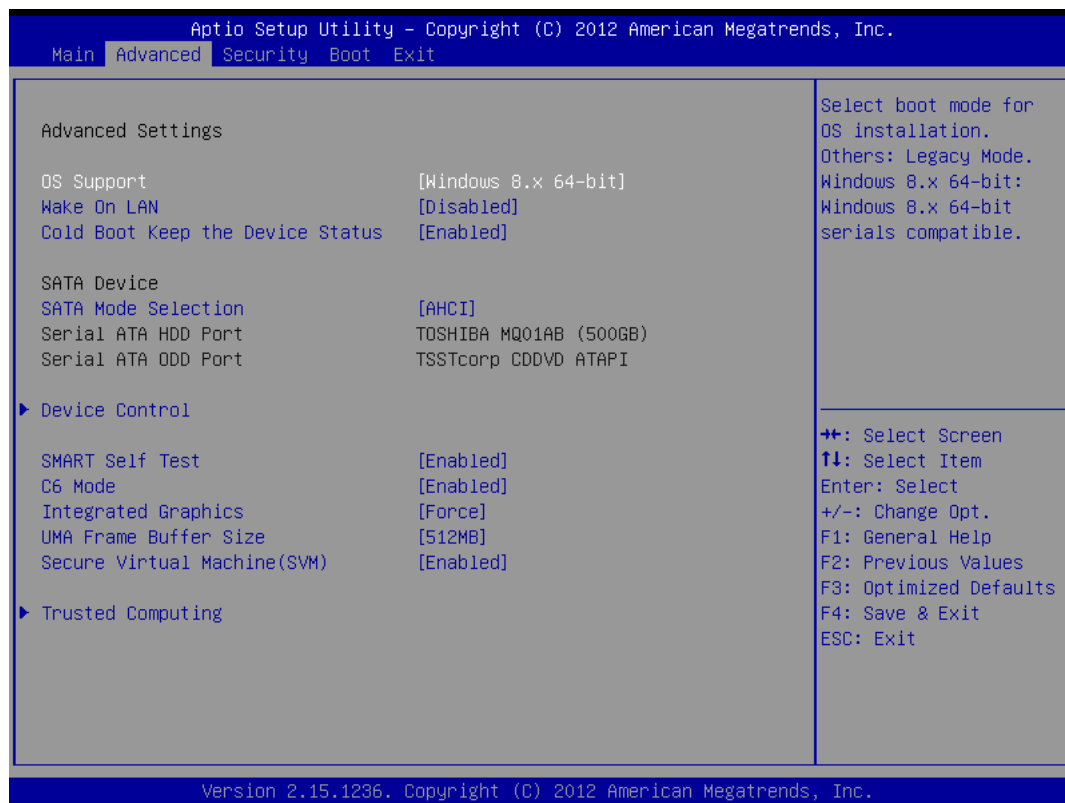 Aptio Setup Utility – Copyright (C) 2012 American Megatrends, Inc.
Main Advanced Security Boot Exit
Advanced Settings
OS Support [Windows 8.x 64-bit]
Wake On LAN [Disabled]
Cold Boot Keep the Device Status [Enabled]
SATA Device
SATA Mode Selection [AHCI]
Serial ATA HDD Port TOSHIBA MQ01AB (500GB)
Serial ATA ODD Port TSSTcorp CDDVD ATAPI
Device Control
SMART Self Test [Enabled]
C6 Mode [Enabled]
Integrated Graphics [Force]
UMA Frame Buffer Size [512MB]
Secure Virtual Machine(SVM) [Enabled]
Trusted Computing
Select boot mode for
OS installation.
Others: Legacy Mode.
Windows 8.x 64-bit:
Windows 8.x 64-bit
serials compatible.
→←: Select Screen
↑↓: Select Item
Enter: Select
+/-: Change Opt.
F1: General Help
F2: Previous Values
F3: Optimized Defaults
F4: Save & Exit
ESC: Exit
Version 2.15.1236. Copyright (C) 2012 American Megatrends, Inc.